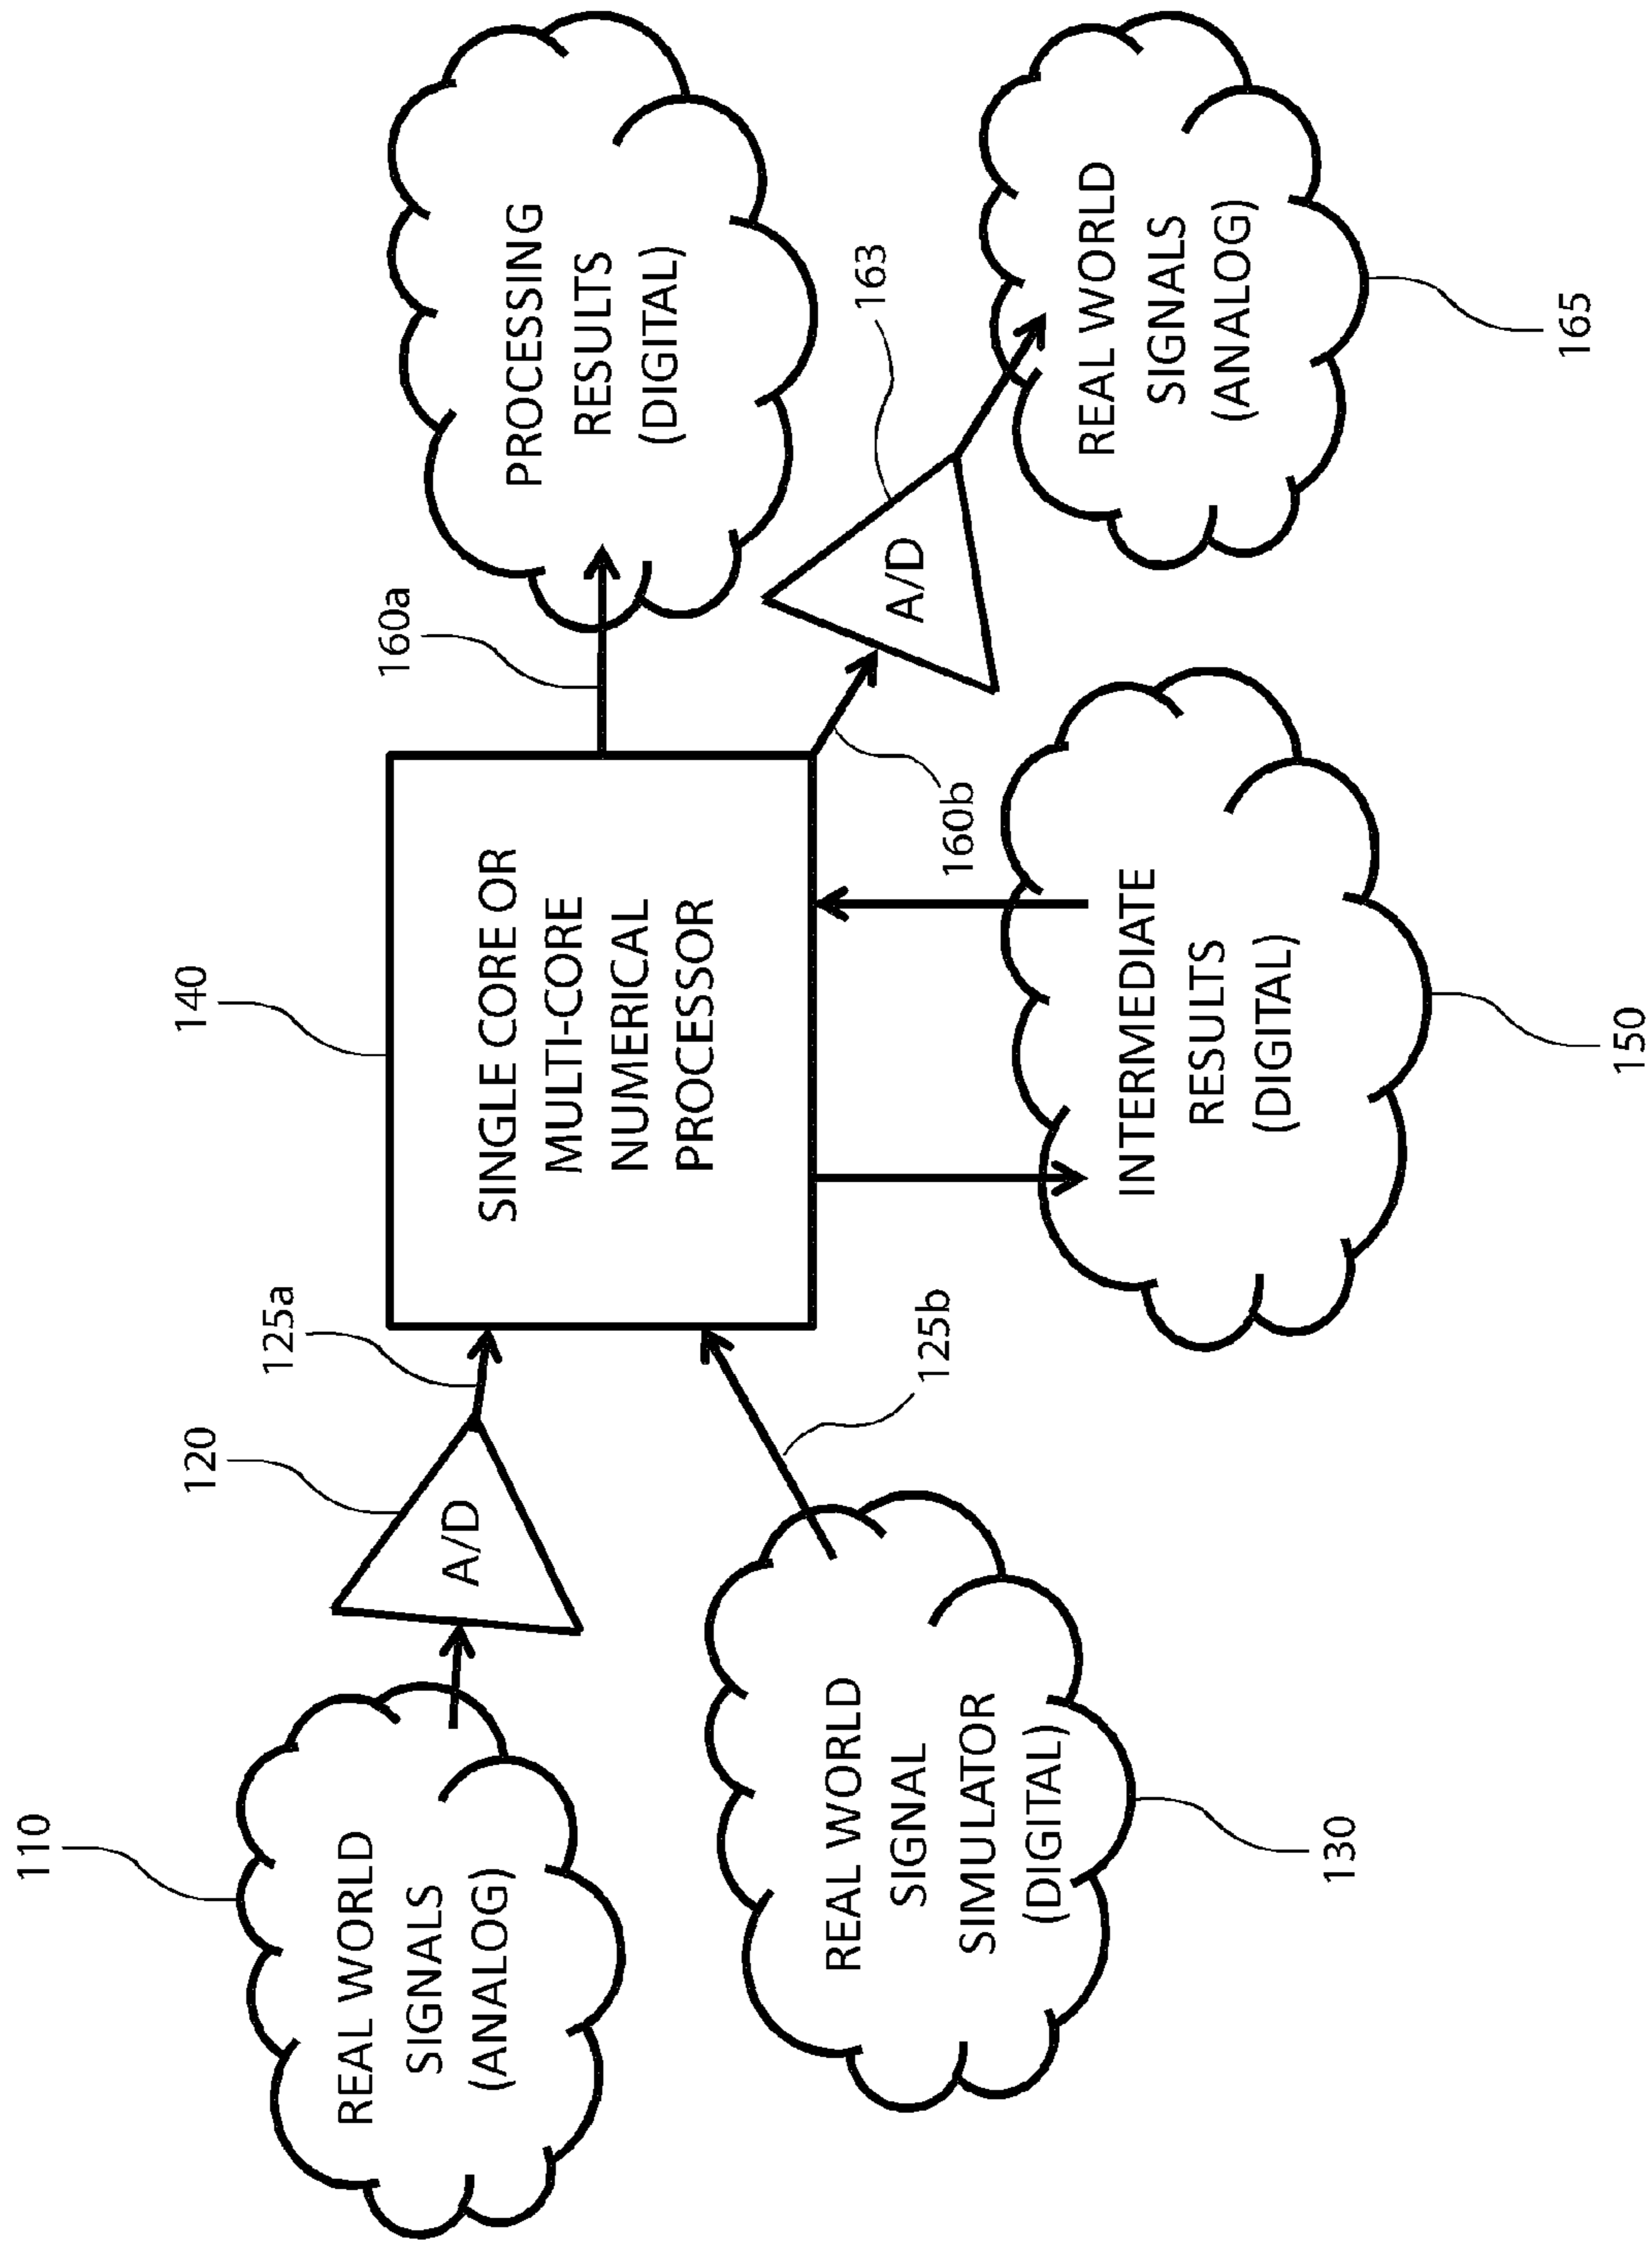 110
REAL WORLD
SIGNALS
(ANALOG)
120
A/D
125a
REAL WORLD
SIGNAL
SIMULATOR
(DIGITAL)
130
125b
140
SINGLE CORE OR
MULTI-CORE
NUMERICAL
PROCESSOR
INTERMEDIATE
RESULTS
(DIGITAL)
150
160a
PROCESSING
RESULTS
(DIGITAL)
160b
A/D
163
REAL WORLD
SIGNALS
(ANALOG)
165